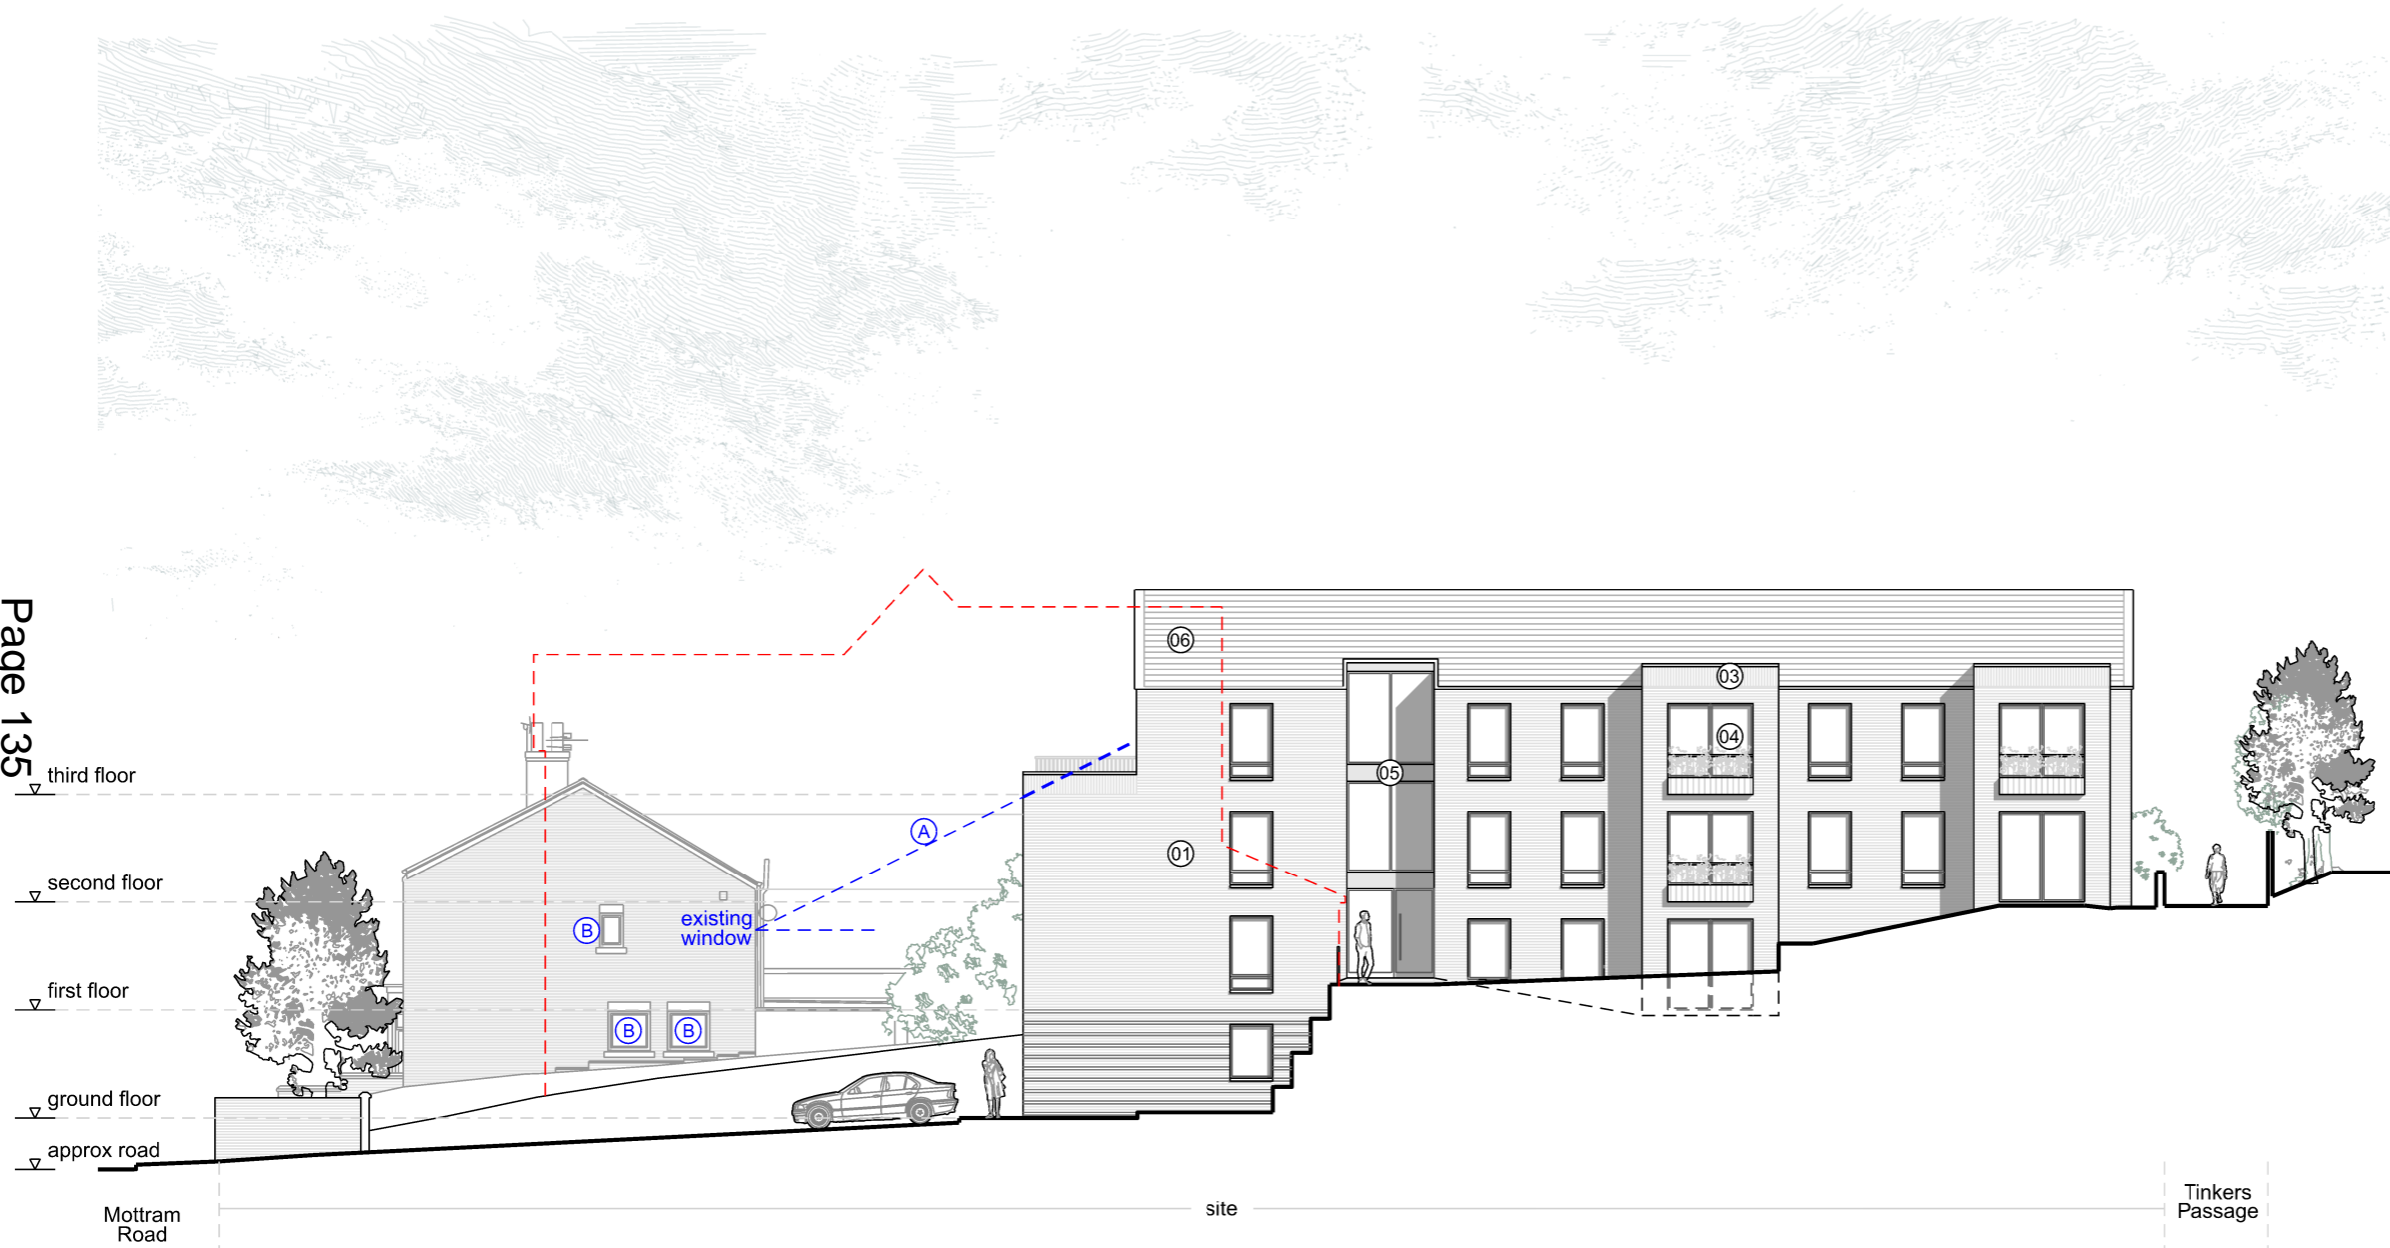 Page 135
06
03
04
05
01
third floor
second floor
first floor
ground floor
approx road
A
B
existing
window
B
B
Mottram
Road
site
Tinkers
Passage